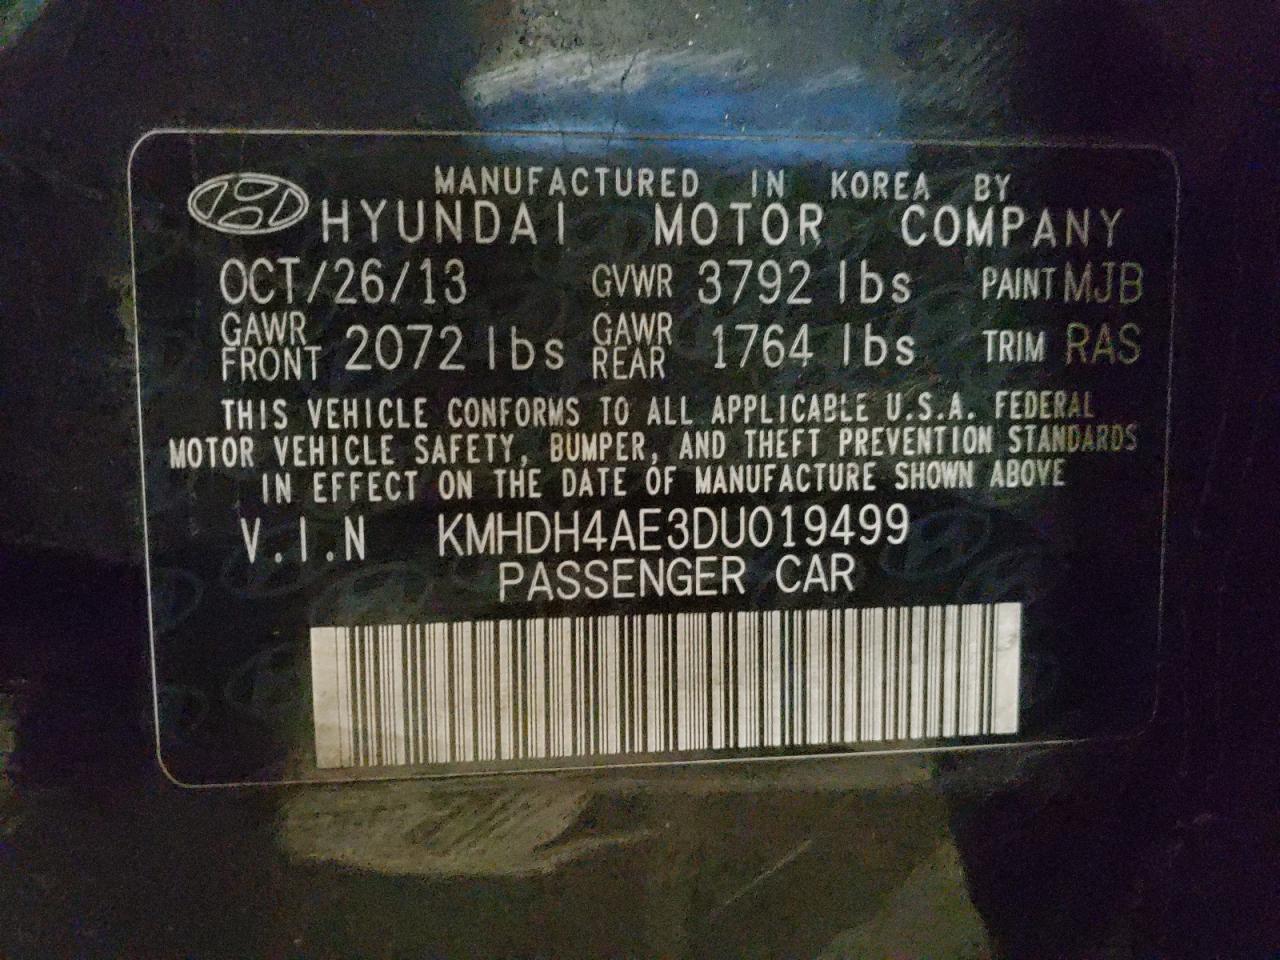 MANUFACTURED IN KOREA BY
HYUNDAI MOTOR COMPANY
OCT/26/13 GVWR 3792 lbs PAINT MJB
GAWR FRONT 2072 lbs GAWR REAR 1764 lbs TRIM RAS
THIS VEHICLE CONFORMS TO ALL APPLICABLE U.S.A. FEDERAL
MOTOR VEHICLE SAFETY, BUMPER, AND THEFT PREVENTION STANDARDS
IN EFFECT ON THE DATE OF MANUFACTURE SHOWN ABOVE
V.I.N KMHDH4AE3DU019499
PASSENGER CAR